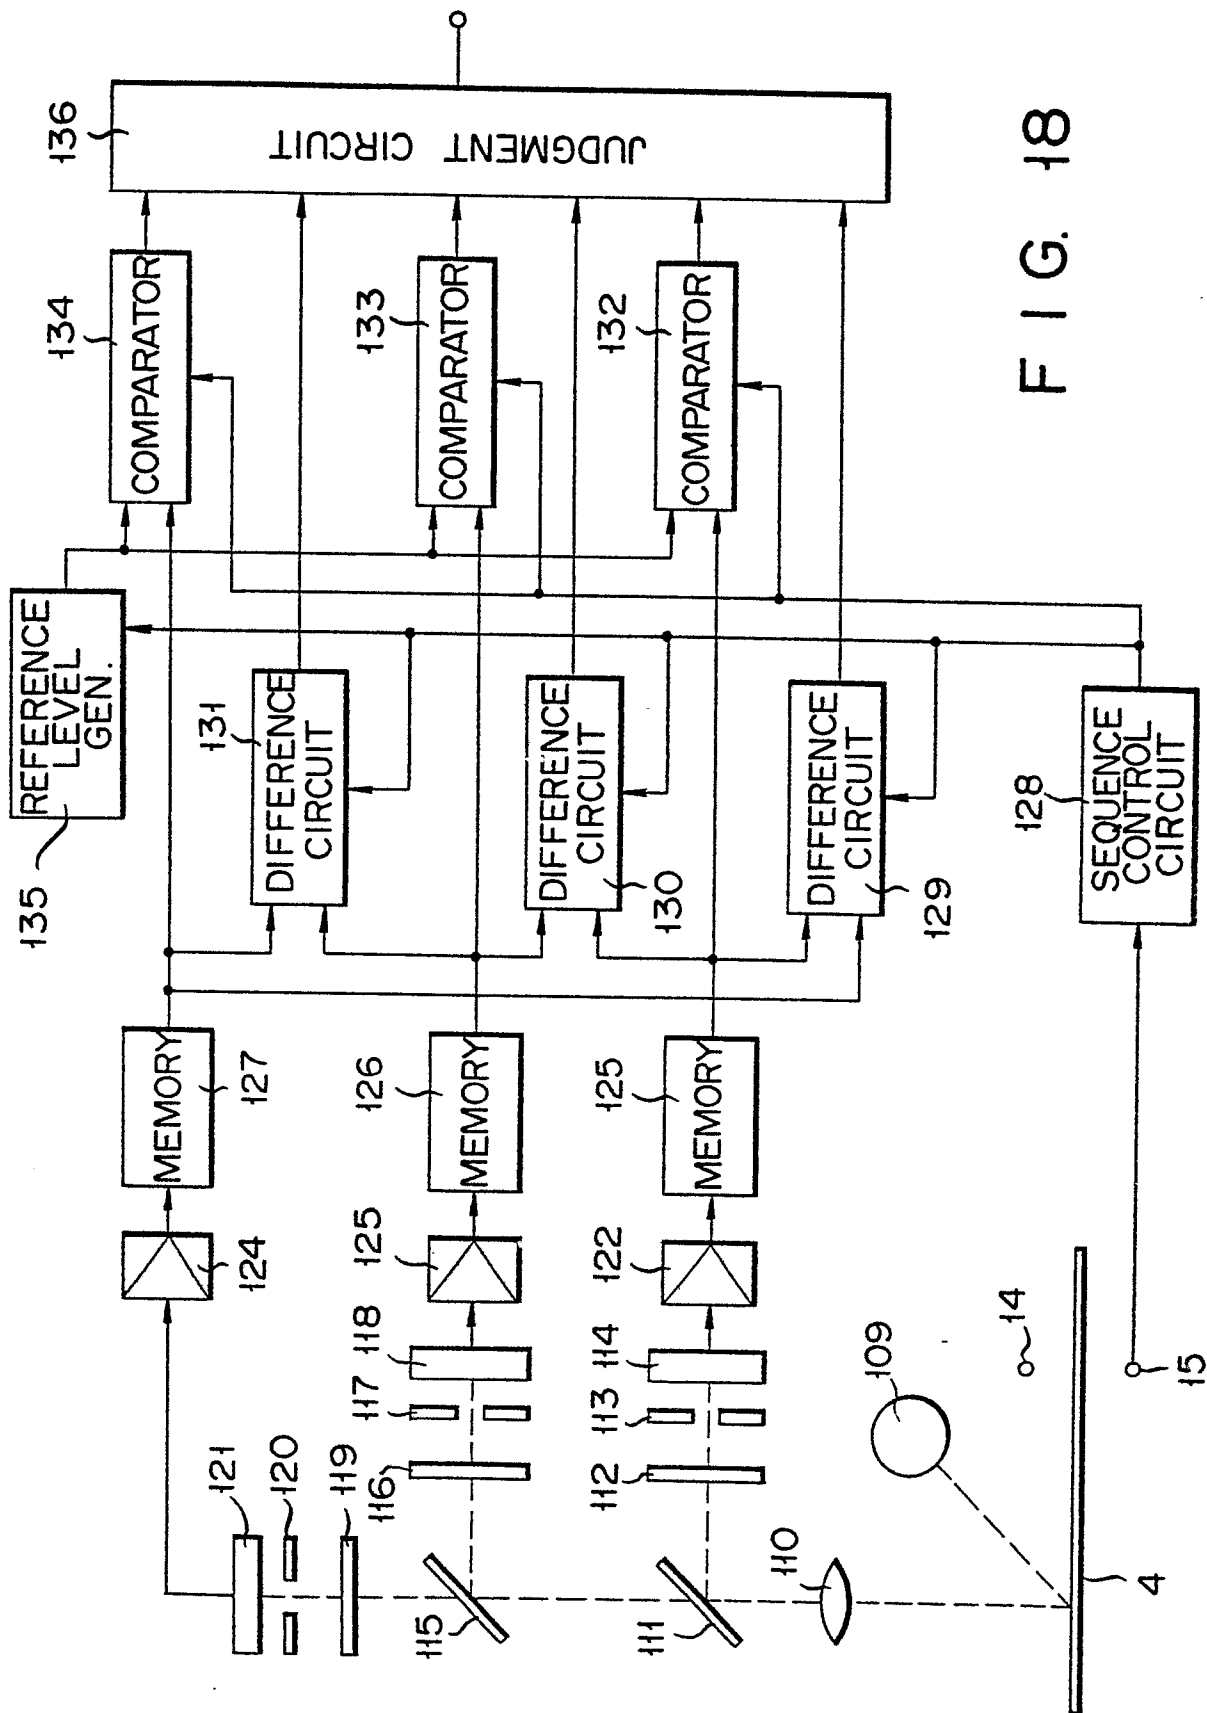 136
JUDGMENT CIRCUIT
134
COMPARATOR
133
COMPARATOR
132
COMPARATOR
135
REFERENCE
LEVEL
GEN.
131
DIFFERENCE
CIRCUIT
130
DIFFERENCE
CIRCUIT
129
DIFFERENCE
CIRCUIT
128
SEQUENCE
CONTROL
CIRCUIT
127
MEMORY
126
MEMORY
125
MEMORY
124
125
122
121
120
119
118
117
116
115
114
113
112
111
110
109
14
15
4
FIG. 18